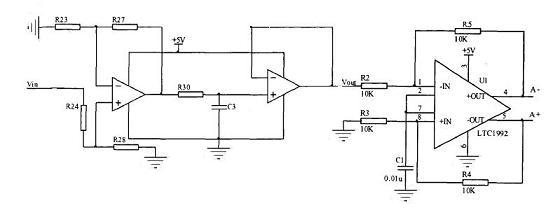 R23
R27
+5V
Vin
R24
R28
R30
C3
Vout
R2
10K
R3
10K
C1
0.01u
R5
10K
+5V
3
U1
1
2
7
8
-IN
+IN
+OUT
-OUT
4
5
6
A-
A+
LTC1992
R4
10K